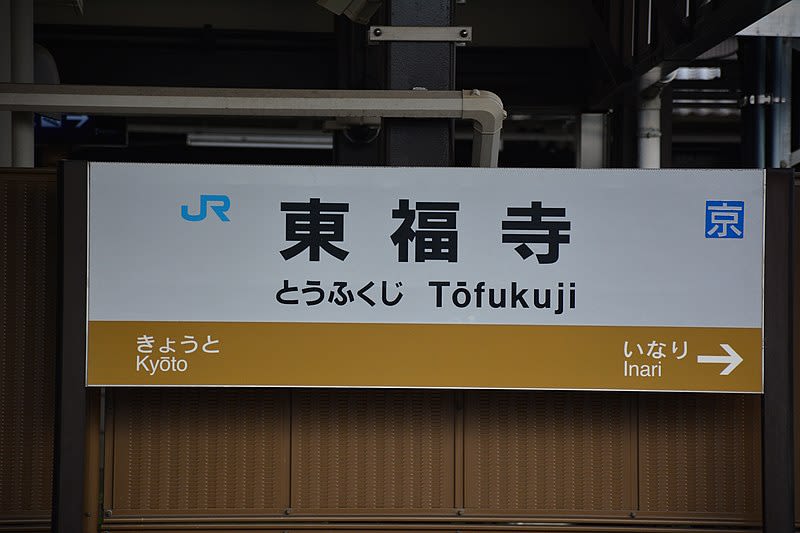 JR
東福寺
京
とうふくじ Tōfukuji
きょうと
Kyōto
いなり
Inari